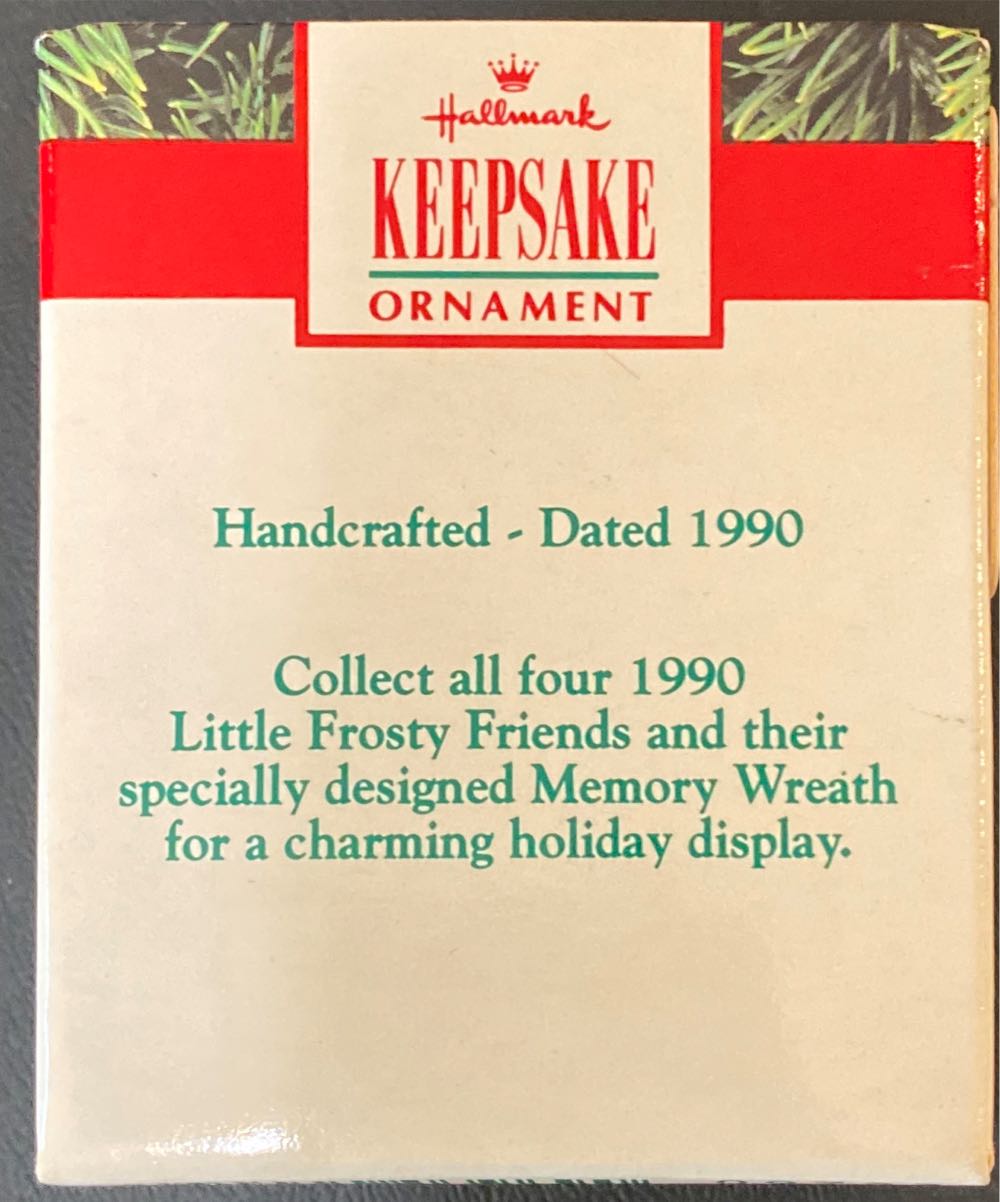 Hallmark
KEEPSAKE
ORNAMENT
Handcrafted - Dated 1990
Collect all four 1990
Little Frosty Friends and their
specially designed Memory Wreath
for a charming holiday display.